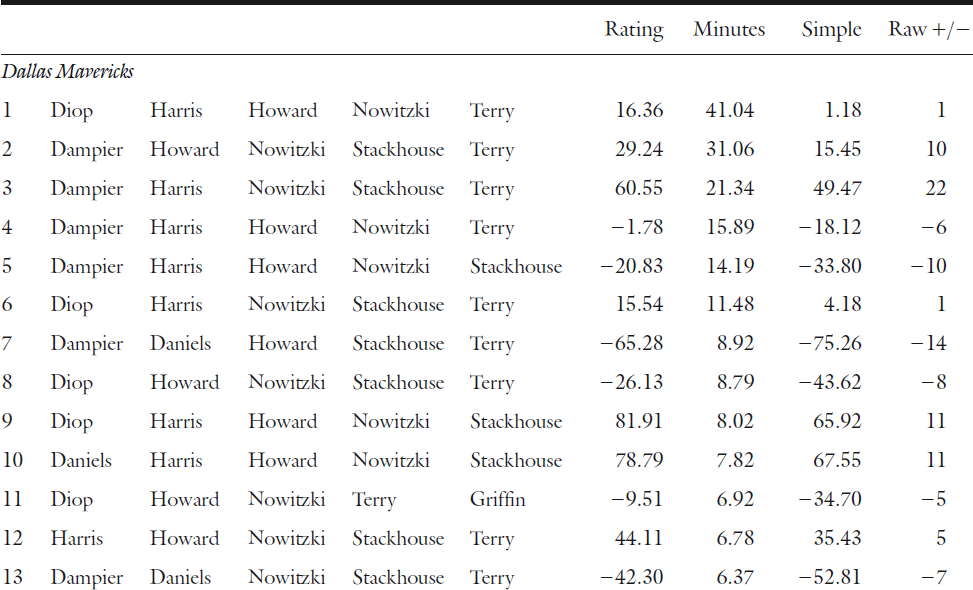 Rating Minutes Simple Raw +/−
Dallas Mavericks
1 Diop Harris Howard Nowitzki Terry 16.36 41.04 1.18 1
2 Dampier Howard Nowitzki Stackhouse Terry 29.24 31.06 15.45 10
3 Dampier Harris Nowitzki Stackhouse Terry 60.55 21.34 49.47 22
4 Dampier Harris Howard Nowitzki Terry −1.78 15.89 −18.12 −6
5 Dampier Harris Howard Nowitzki Stackhouse −20.83 14.19 −33.80 −10
6 Diop Harris Nowitzki Stackhouse Terry 15.54 11.48 4.18 1
7 Dampier Daniels Howard Stackhouse Terry −65.28 8.92 −75.26 −14
8 Diop Howard Nowitzki Stackhouse Terry −26.13 8.79 −43.62 −8
9 Diop Harris Howard Nowitzki Stackhouse 81.91 8.02 65.92 11
10 Daniels Harris Howard Nowitzki Stackhouse 78.79 7.82 67.55 11
11 Diop Howard Nowitzki Terry Griffin −9.51 6.92 −34.70 −5
12 Harris Howard Nowitzki Stackhouse Terry 44.11 6.78 35.43 5
13 Dampier Daniels Nowitzki Stackhouse Terry −42.30 6.37 −52.81 −7